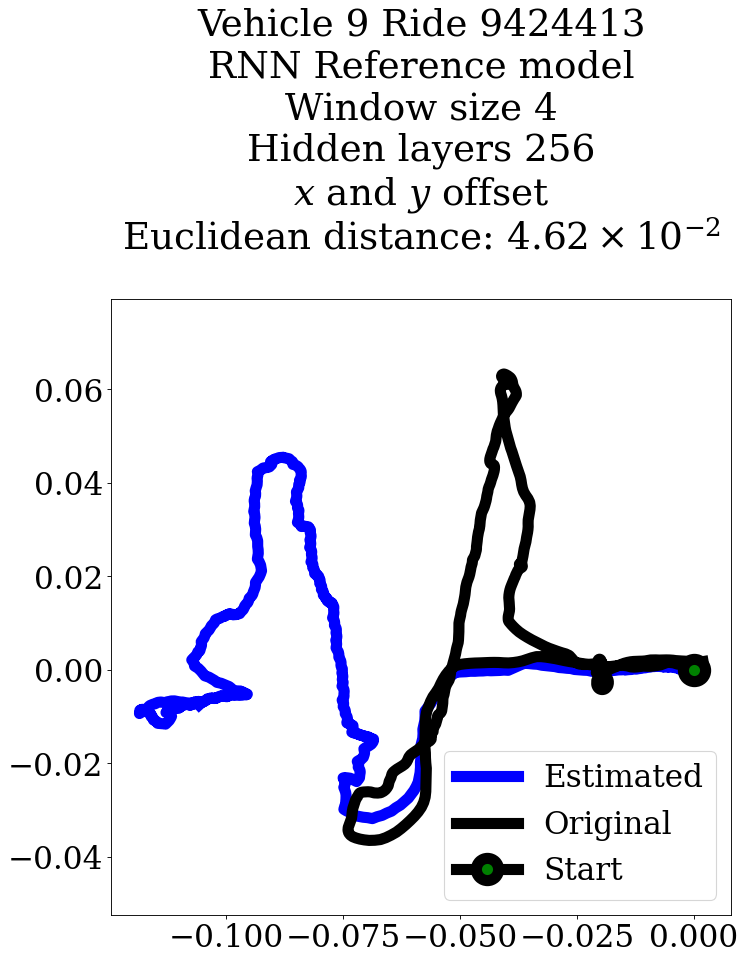 Vehicle 9 Ride 9424413
RNN Reference model
Window size 4
Hidden layers 256
x and y offset
Euclidean distance: 4.62 × 10⁻²
0.06
0.04
0.02
0.00
−0.02
−0.04
Estimated
Original
Start
−0.100 −0.075 −0.050 −0.025 0.000